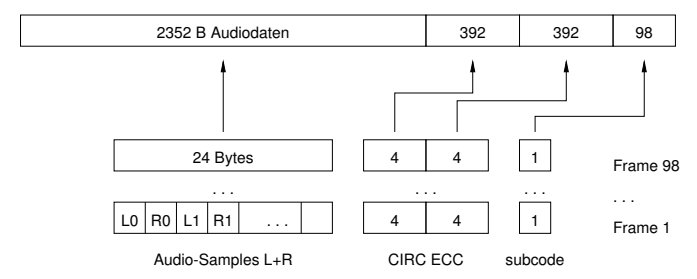 2352 B Audiodaten 392 392 98
24 Bytes 4 4 1 Frame 98
. . . . . . . . . . . .
L0 R0 L1 R1 . . . 4 4 1 Frame 1
Audio-Samples L+R CIRC ECC subcode